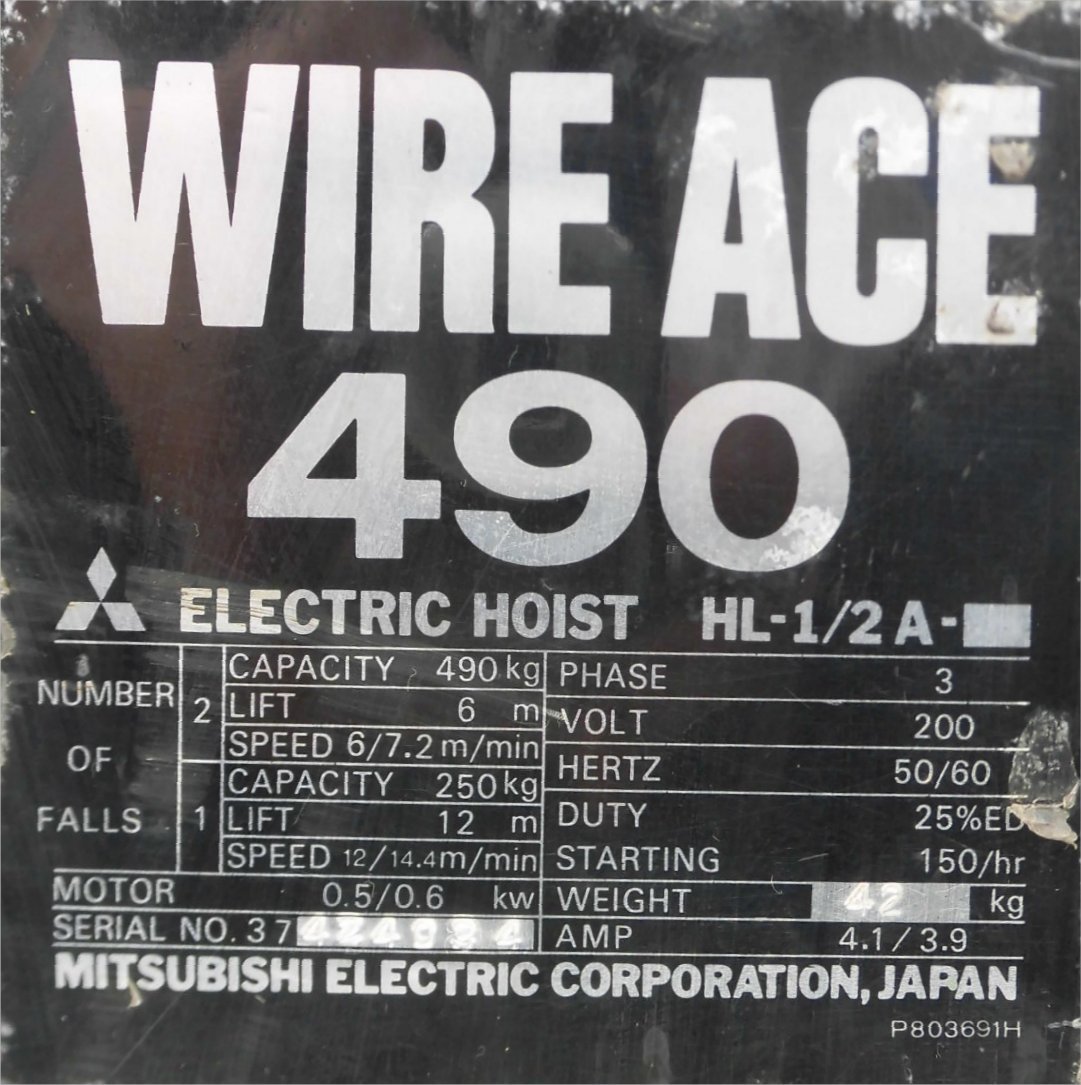 WIRE ACE
490
ELECTRIC HOIST HL-1/2A-
NUMBER OF FALLS
2 CAPACITY 490 kg
LIFT 6 m
SPEED 6/7.2 m/min
1 CAPACITY 250 kg
LIFT 12 m
SPEED 12/14.4 m/min
MOTOR 0.5/0.6 kw
SERIAL NO. 37
PHASE 3
VOLT 200
HERTZ 50/60
DUTY 25%ED
STARTING 150/hr
WEIGHT 42 kg
AMP 4.1/3.9
MITSUBISHI ELECTRIC CORPORATION, JAPAN
P803691H